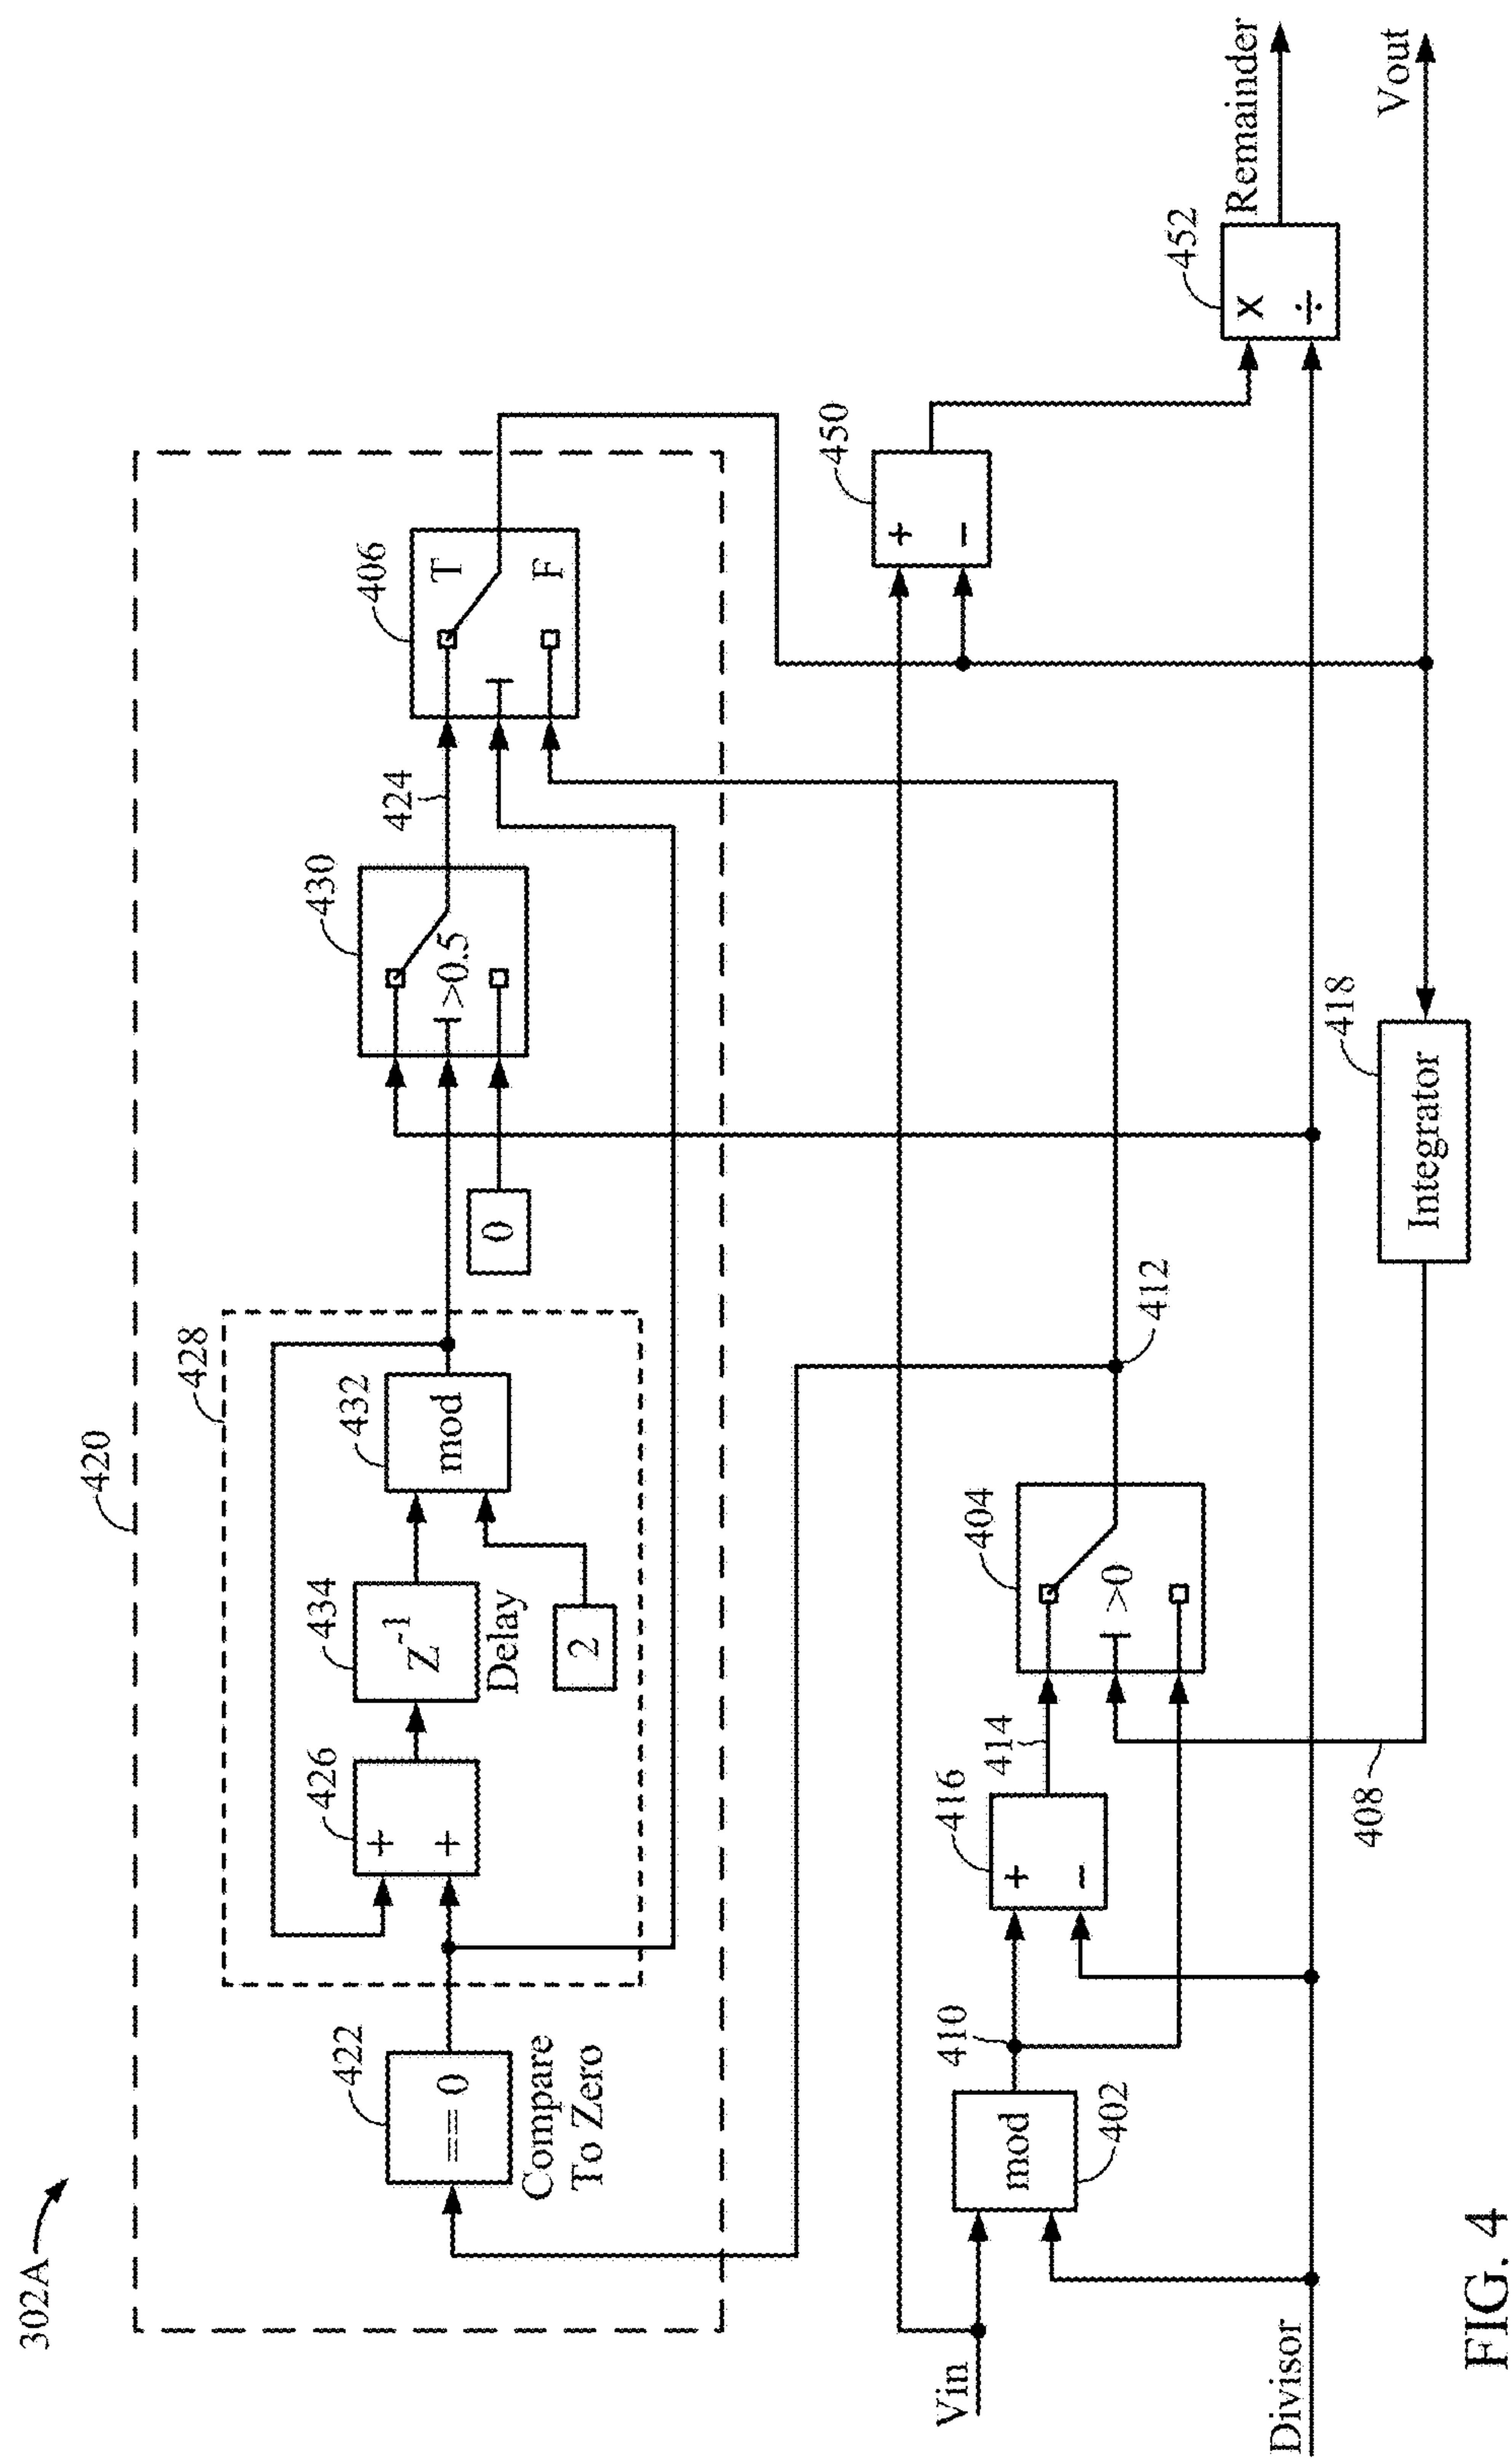 302A
420
428
422
== 0
Compare
To Zero
426
+
+
434
Z⁻¹
Delay
2
432
mod
0
430
>0.5
424
406
T
F
Vin
Divisor
mod
402
410
416
+
−
414
408
404
>0
412
418
Integrator
450
+
−
452
x
÷
Remainder
Vout
FIG. 4